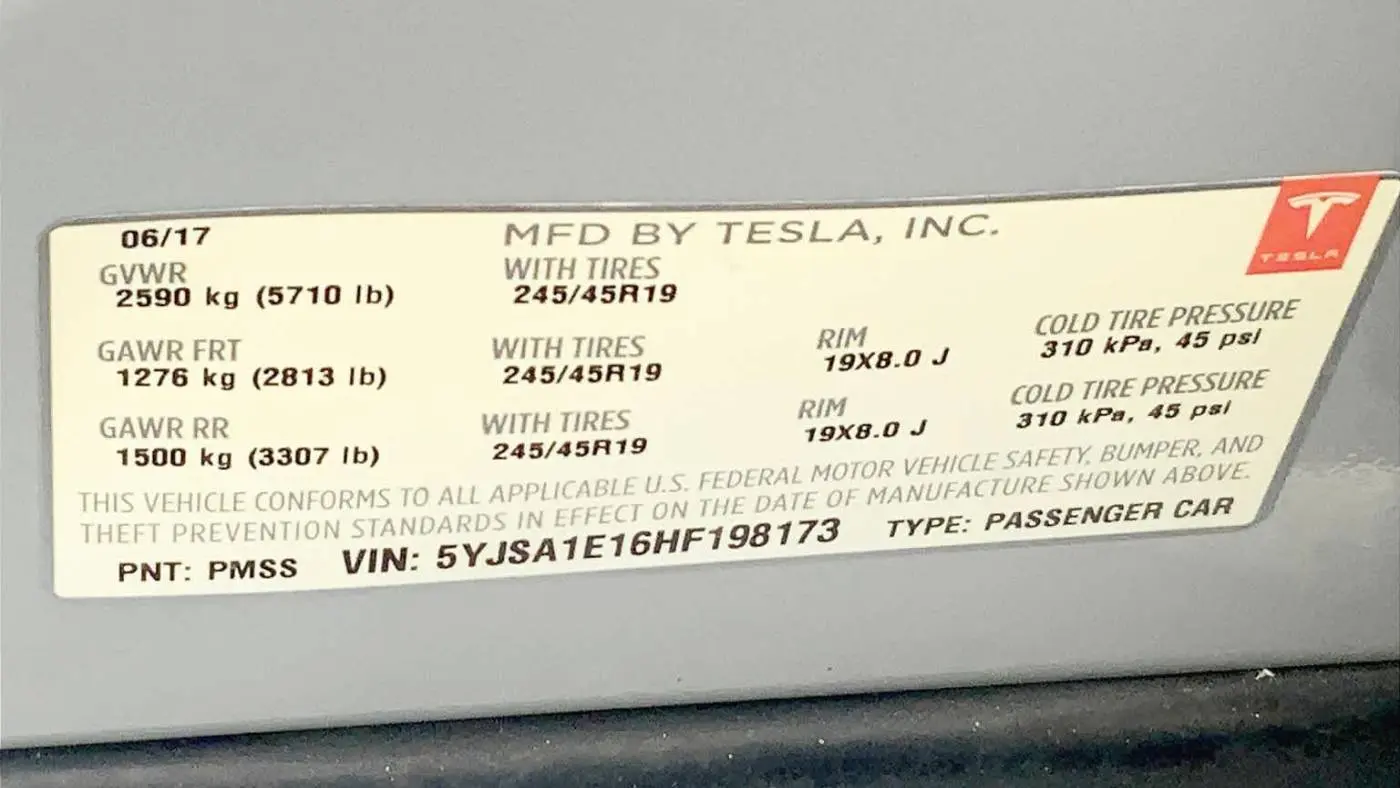 06/17 MFD BY TESLA, INC.
TESLA
GVWR WITH TIRES
2590 kg (5710 lb) 245/45R19
GAWR FRT WITH TIRES RIM COLD TIRE PRESSURE
1276 kg (2813 lb) 245/45R19 19X8.0 J 310 kPa, 45 psi
GAWR RR WITH TIRES RIM COLD TIRE PRESSURE
1500 kg (3307 lb) 245/45R19 19X8.0 J 310 kPa, 45 psi
THIS VEHICLE CONFORMS TO ALL APPLICABLE U.S. FEDERAL MOTOR VEHICLE SAFETY, BUMPER, AND
THEFT PREVENTION STANDARDS IN EFFECT ON THE DATE OF MANUFACTURE SHOWN ABOVE.
PNT: PMSS VIN: 5YJSA1E16HF198173 TYPE: PASSENGER CAR